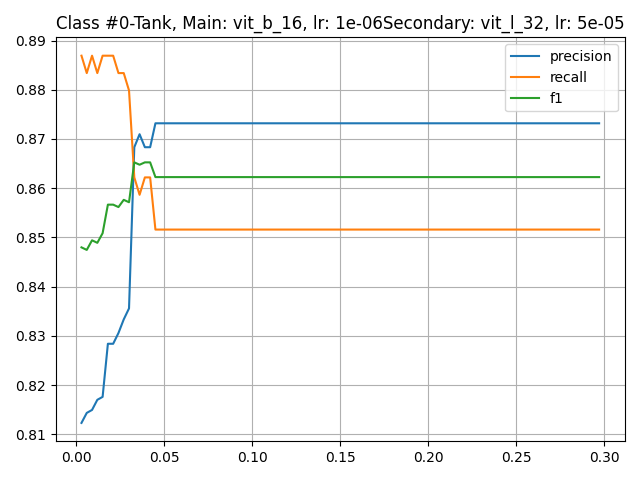 Class #0-Tank, Main: vit_b_16, lr: 1e-06Secondary: vit_l_32, lr: 5e-05
0.89
0.88
0.87
0.86
0.85
0.84
0.83
0.82
0.81
precision
recall
f1
0.00 0.05 0.10 0.15 0.20 0.25 0.30